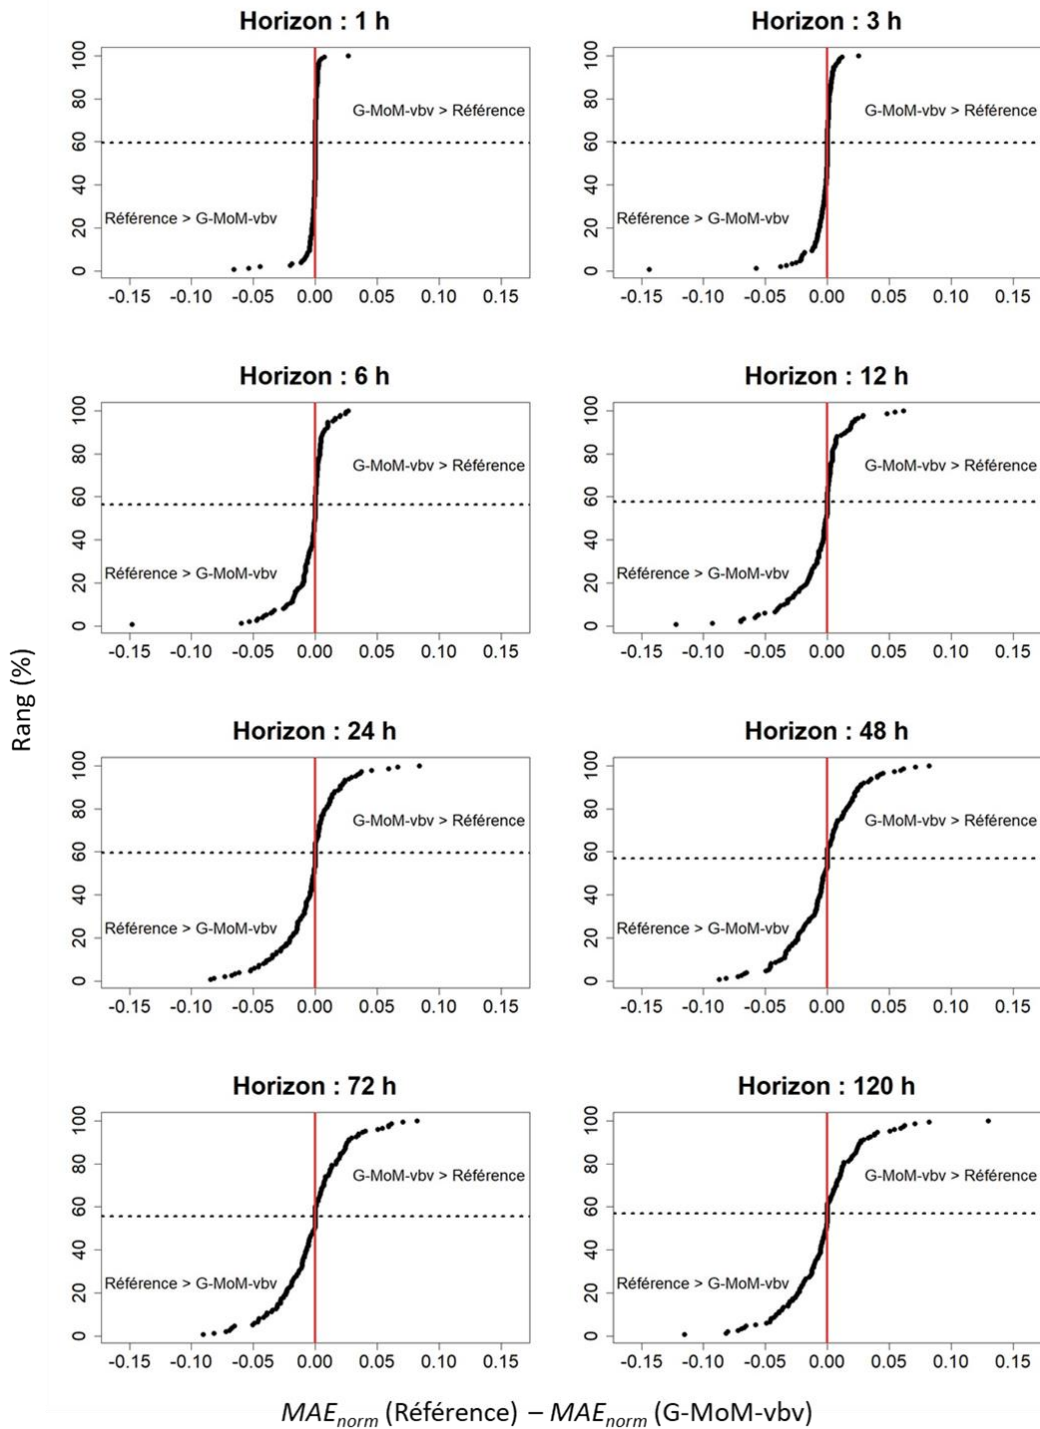 Horizon : 1 h
100
80
60
40
20
0
G-MoM-vbv > Référence
Référence > G-MoM-vbv
-0.15 -0.10 -0.05 0.00 0.05 0.10 0.15
Horizon : 3 h
100
80
60
40
20
0
G-MoM-vbv > Référence
Référence > G-MoM-vbv
-0.15 -0.10 -0.05 0.00 0.05 0.10 0.15
Horizon : 6 h
100
80
60
40
20
0
G-MoM-vbv > Référence
Référence > G-MoM-vbv
-0.15 -0.10 -0.05 0.00 0.05 0.10 0.15
Horizon : 12 h
100
80
60
40
20
0
G-MoM-vbv > Référence
Référence > G-MoM-vbv
-0.15 -0.10 -0.05 0.00 0.05 0.10 0.15
Rang (%)
Horizon : 24 h
100
80
60
40
20
0
G-MoM-vbv > Référence
Référence > G-MoM-vbv
-0.15 -0.10 -0.05 0.00 0.05 0.10 0.15
Horizon : 48 h
100
80
60
40
20
0
G-MoM-vbv > Référence
Référence > G-MoM-vbv
-0.15 -0.10 -0.05 0.00 0.05 0.10 0.15
Horizon : 72 h
100
80
60
40
20
0
G-MoM-vbv > Référence
Référence > G-MoM-vbv
-0.15 -0.10 -0.05 0.00 0.05 0.10 0.15
Horizon : 120 h
100
80
60
40
20
0
G-MoM-vbv > Référence
Référence > G-MoM-vbv
-0.15 -0.10 -0.05 0.00 0.05 0.10 0.15
MAEnorm (Référence) – MAEnorm (G-MoM-vbv)